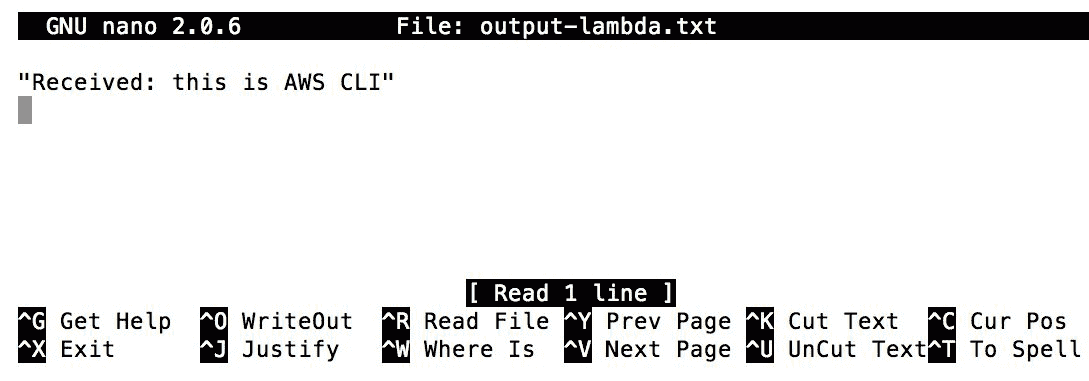 GNU nano 2.0.6 File: output-lambda.txt
"Received: this is AWS CLI"
[ Read 1 line ]
^G Get Help ^O WriteOut ^R Read File ^Y Prev Page ^K Cut Text ^C Cur Pos
^X Exit ^J Justify ^W Where Is ^V Next Page ^U UnCut Text ^T To Spell